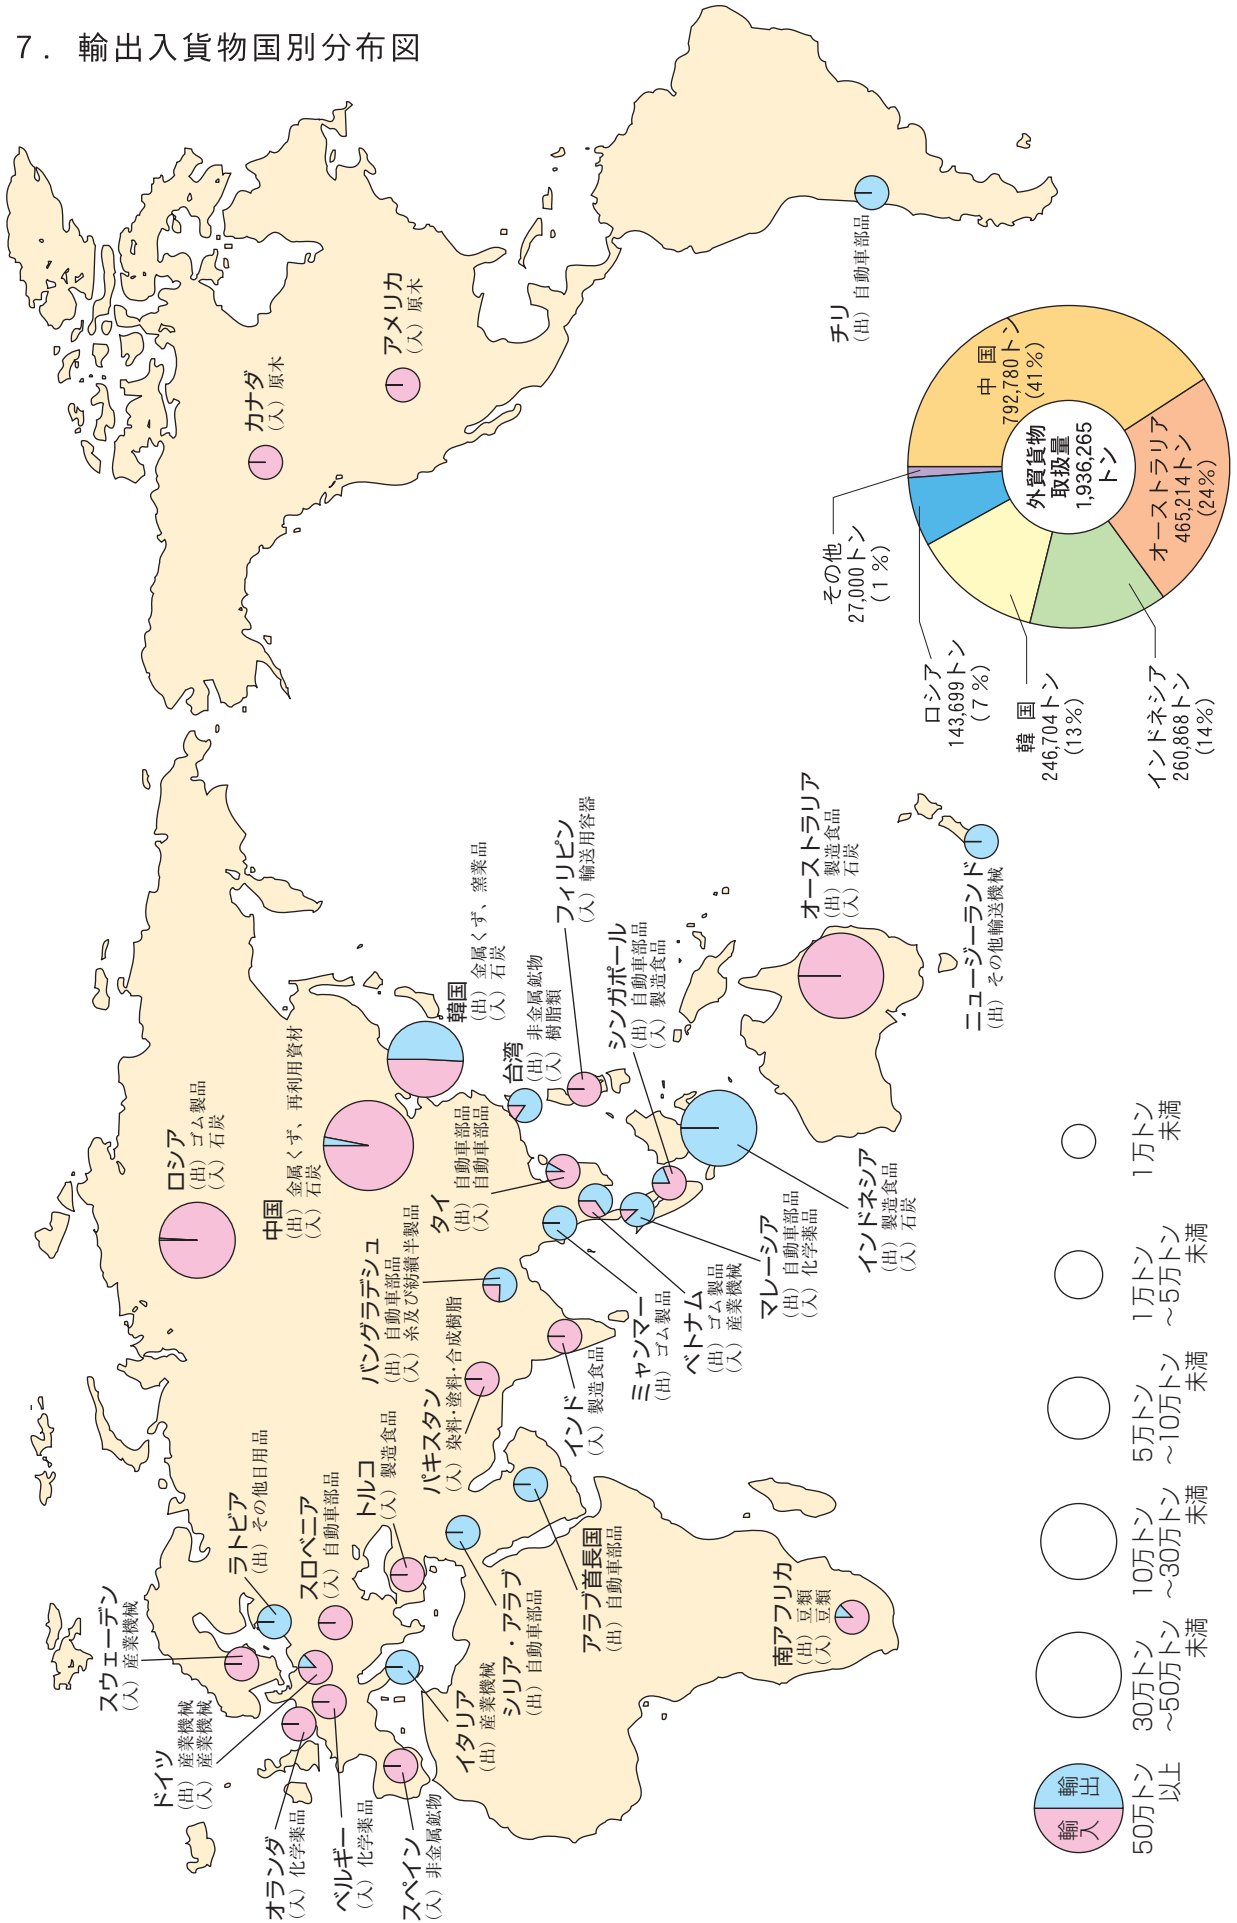 7. 輸出入貨物国別分布図
カナダ
(入) 原木
アメリカ
(入) 原木
チリ
(出) 自動車部品
外貿貨物
取扱量
1,936,265
トン
中 国
792,780トン
(41%)
オーストラリア
465,214トン
(24%)
インドネシア
260,868トン
(14%)
韓 国
246,704トン
(13%)
ロシア
143,699トン
(7%)
その他
27,000トン
(1%)
ロシア
(出) ゴム製品
(入) 石炭
中国
(出) 金属くず、再利用資材
(入) 石炭
韓国
(出) 金属くず、窯業品
(入) 石炭
台湾
(出) 非金属鉱物
(入) 樹脂類
フィリピン
(入) 輸送用容器
シンガポール
(出) 自動車部品
(入) 製造食品
オーストラリア
(出) 製造食品
(入) 石炭
ニュージーランド
(出) その他輸送機械
タイ
(出) 自動車部品
(入) 自動車部品
バングラデシュ
(出) 自動車部品
(入) 糸及び紡績半製品
パキスタン
(入) 染料・塗料・合成樹脂
インド
(入) 製造食品
ミャンマー
(出) ゴム製品
ベトナム
(出) ゴム製品
(入) 産業機械
マレーシア
(出) 自動車部品
(入) 化学薬品
インドネシア
(出) 製造食品
(入) 石炭
ラトビア
(出) その他日用品
スロベニア
(入) 自動車部品
トルコ
(入) 製造食品
スウェーデン
(入) 産業機械
ドイツ
(出) 産業機械
(入) 産業機械
オランダ
(入) 化学薬品
ベルギー
(入) 化学薬品
スペイン
(入) 非金属鉱物
イタリア
(出) 産業機械
シリア・アラブ
(出) 自動車部品
アラブ首長国
(出) 自動車部品
南アフリカ
(出) 豆類
(入) 豆類
輸入
輸出
50万トン
以上
30万トン
～50万トン
未満
10万トン
～30万トン
未満
5万トン
～10万トン
未満
1万トン
～5万トン
未満
1万トン
未満